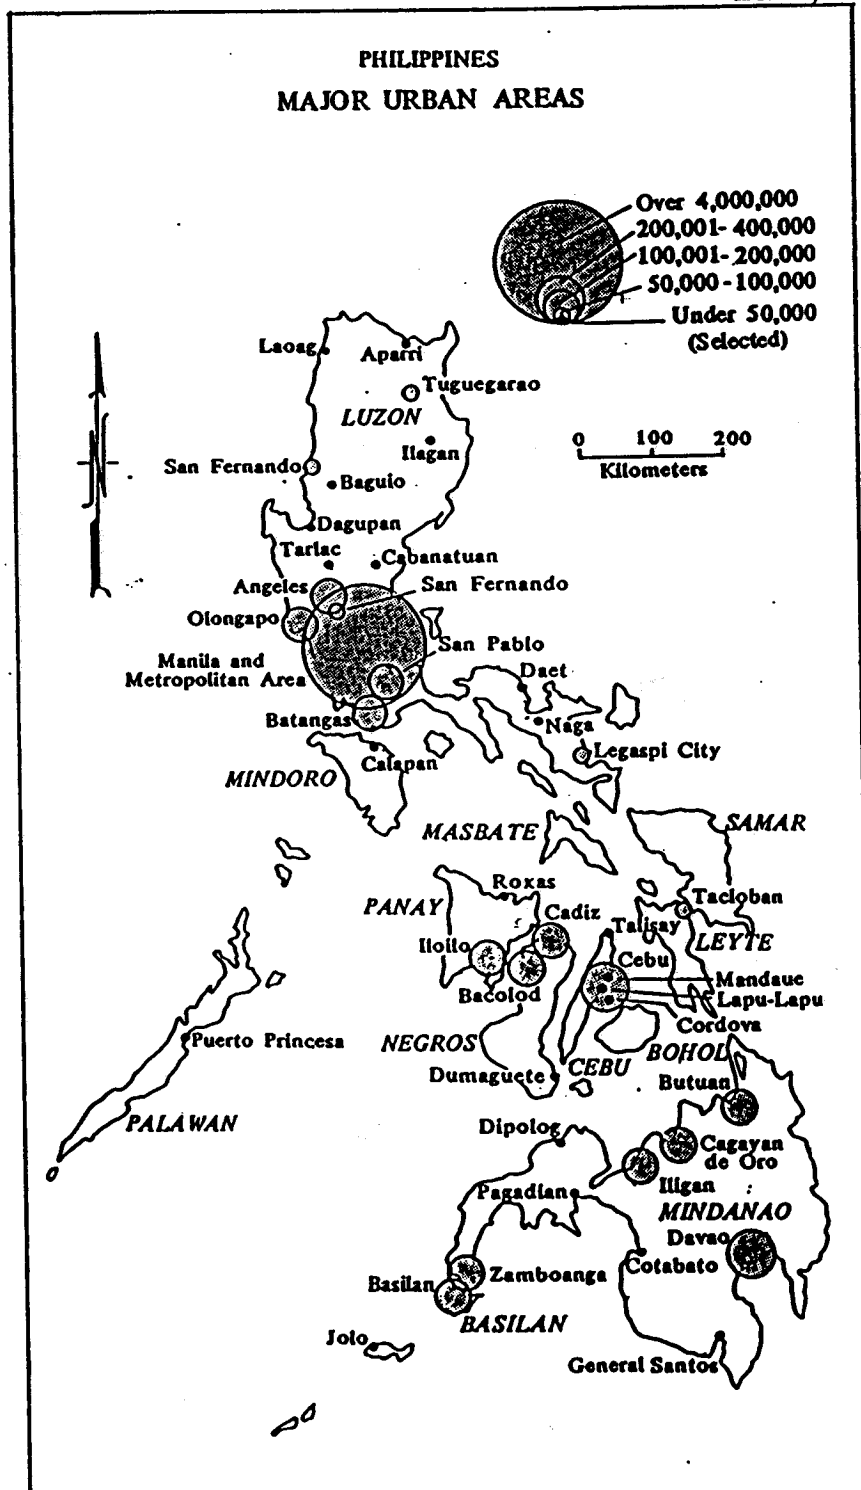 PHILIPPINES
MAJOR URBAN AREAS
Over 4,000,000
200,001-400,000
100,001-200,000
50,000-100,000
Under 50,000
(Selected)
0 100 200
Kilometers
Laoag
Aparri
Tuguegarao
LUZON
Ilagan
San Fernando
Baguio
Dagupan
Tarlac
Cabanatuan
Angeles
San Fernando
Olongapo
San Pablo
Manila and
Metropolitan Area
Daet
Batangas
Naga
Legaspi City
Calapan
MINDORO
MASBATE
SAMAR
Roxas
Tacloban
PANAY
Cadiz
Talisay
LEYTE
Iloilo
Cebu
Bacolod
Mandaue
Lapu-Lapu
Cordova
Puerto Princesa
NEGROS
BOHOL
CEBU
Dumaguete
Butuan
PALAWAN
Dipolog
Cagayan
de Oro
Iligan
Pagadian
MINDANAO
Davao
Cotabato
Zamboanga
Basilan
BASILAN
Jolo
General Santos